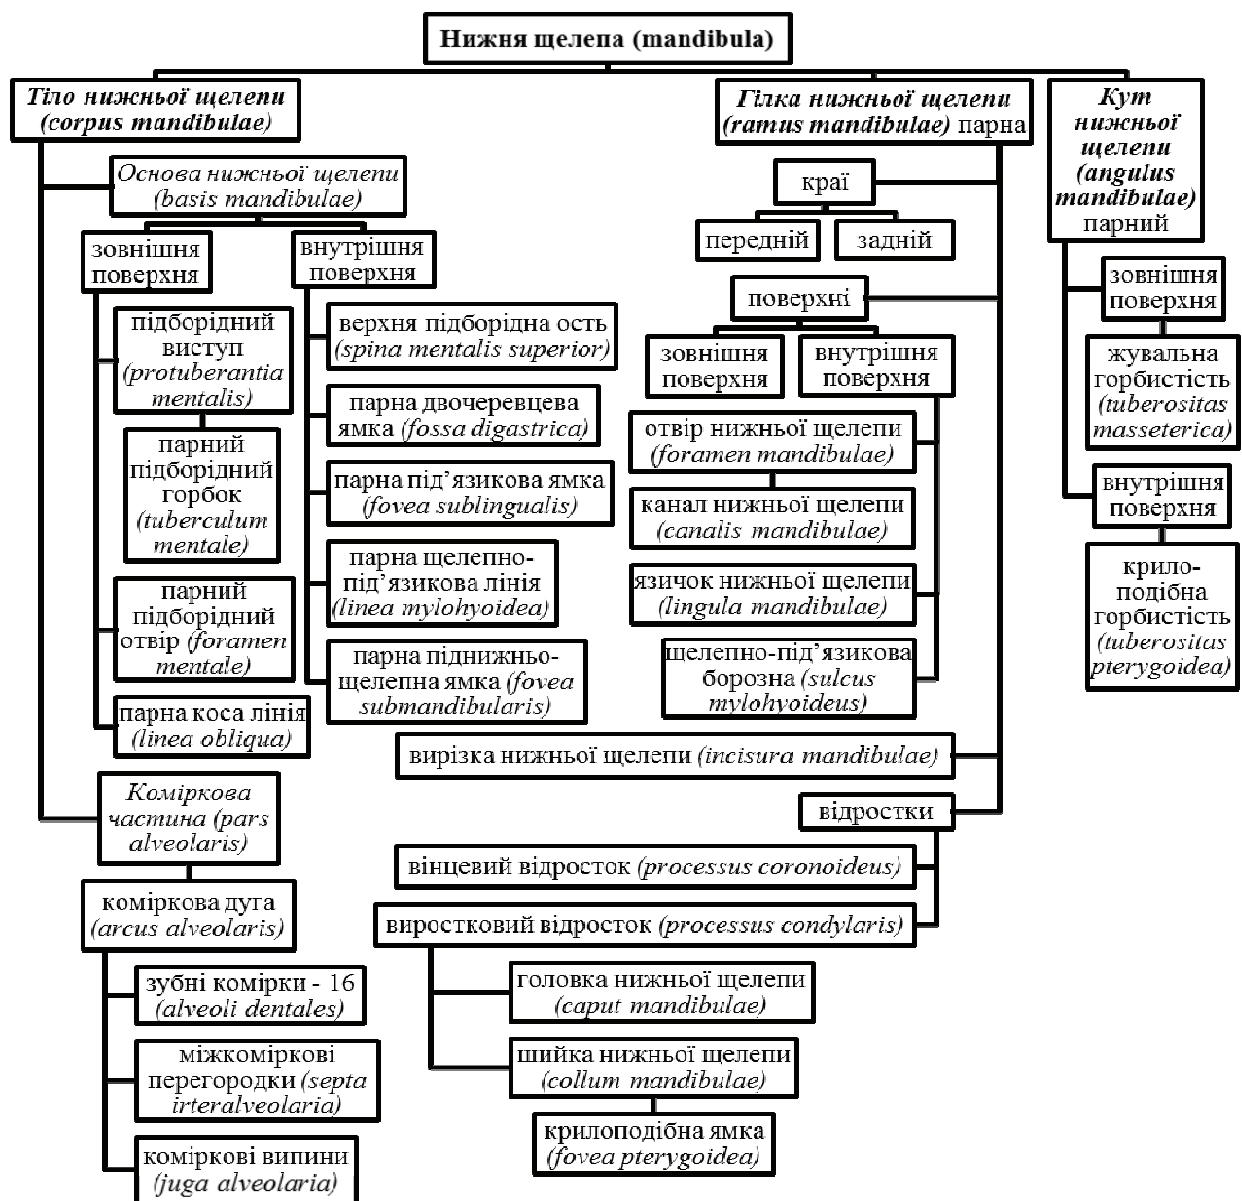 Нижня щелепа (mandibula)
Тіло нижньої щелепи
(corpus mandibulae)
Основа нижньої щелепи
(basis mandibulae)
зовнішня
поверхня
підборідний
виступ
(protuberantia
mentalis)
парний
підборідний
горбок
(tuberculum
mentale)
парний
підборідний
отвір (foramen
mentale)
парна коса лінія
(linea obliqua)
внутрішня
поверхня
верхня підборідна ость
(spina mentalis superior)
парна двочеревцева
ямка (fossa digastrica)
парна під’язикова ямка
(fovea sublingualis)
парна щелепно-
під’язикова лінія
(linea mylohyoidea)
парна піднижньо-
щелепна ямка (fovea
submandibularis)
Коміркова
частина (pars
alveolaris)
коміркова дуга
(arcus alveolaris)
зубні комірки - 16
(alveoli dentales)
міжкоміркові
перегородки (septa
irteralveolaria)
коміркові випини
(juga alveolaria)
Гілка нижньої щелепи
(ramus mandibulae) парна
краї
передній
задній
поверхні
зовнішня
поверхня
внутрішня
поверхня
отвір нижньої щелепи
(foramen mandibulae)
канал нижньої щелепи
(canalis mandibulae)
язичок нижньої щелепи
(lingula mandibulae)
щелепно-під’язикова
борозна (sulcus
mylohyoideus)
вирізка нижньої щелепи (incisura mandibulae)
відростки
вінцевий відросток (processus coronoideus)
виростковий відросток (processus condylaris)
головка нижньої щелепи
(caput mandibulae)
шийка нижньої щелепи
(collum mandibulae)
крилоподібна ямка
(fovea pterygoidea)
Кут
нижньої
щелепи
(angulus
mandibulae)
парний
зовнішня
поверхня
жувальна
горбистість
(tuberositas
masseterica)
внутрішня
поверхня
крило-
подібна
горбистість
(tuberositas
pterygoidea)